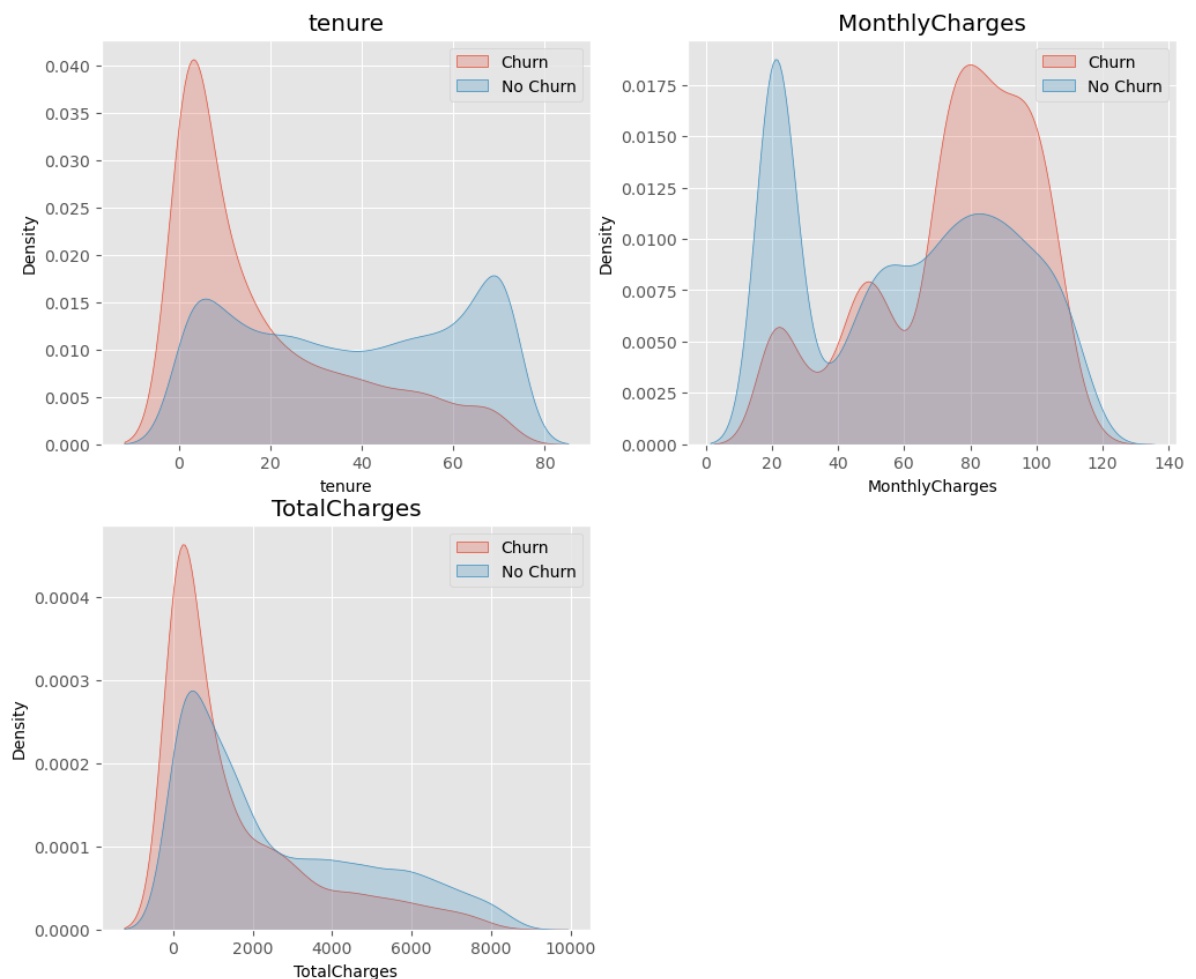 tenure
Churn
No Churn
0.040
0.035
0.030
0.025
0.020
0.015
0.010
0.005
0.000
Density
0 20 40 60 80
tenure
MonthlyCharges
Churn
No Churn
0.0175
0.0150
0.0125
0.0100
0.0075
0.0050
0.0025
0.0000
Density
0 20 40 60 80 100 120 140
MonthlyCharges
TotalCharges
Churn
No Churn
0.0004
0.0003
0.0002
0.0001
0.0000
Density
0 2000 4000 6000 8000 10000
TotalCharges